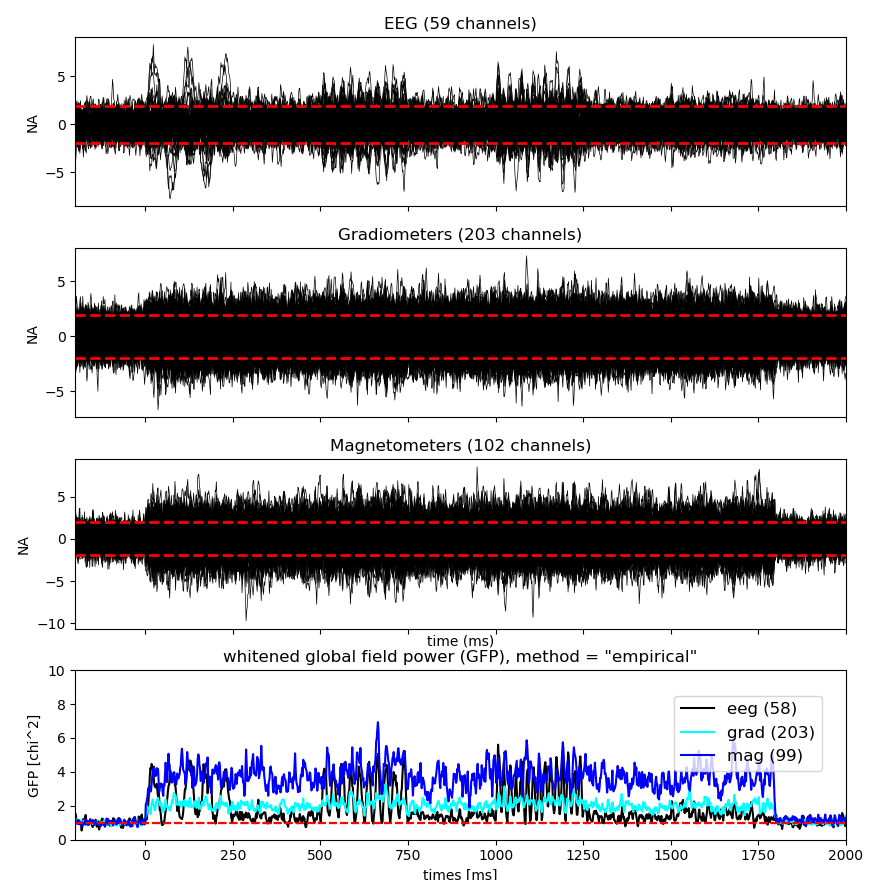 EEG (59 channels)
5
0
−5
NA
Gradiometers (203 channels)
5
0
−5
NA
Magnetometers (102 channels)
5
0
−5
−10
NA
time (ms)
whitened global field power (GFP), method = "empirical"
10
8
6
4
2
0
GFP [chi^2]
eeg (58)
grad (203)
mag (99)
0 250 500 750 1000 1250 1500 1750 2000
times [ms]